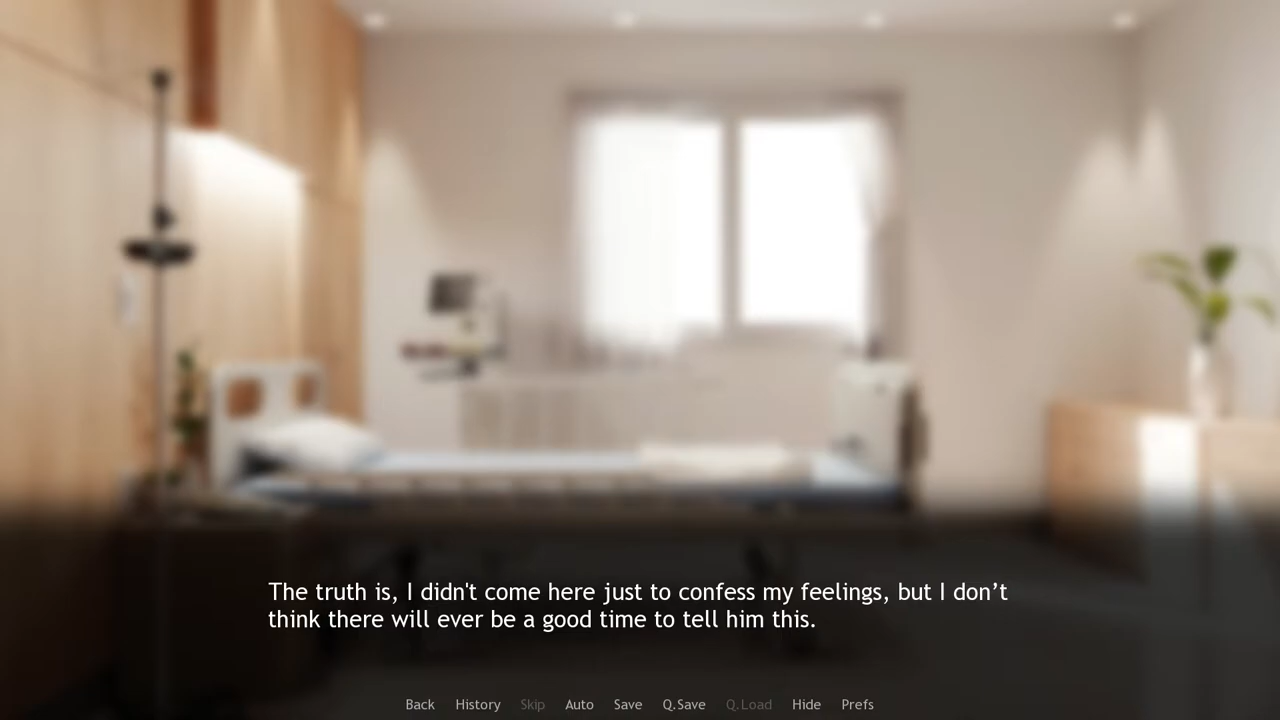 The truth is, I didn't come here just to confess my feelings, but I don’t
think there will ever be a good time to tell him this.
Back History Skip Auto Save Q.Save Q.Load Hide Prefs